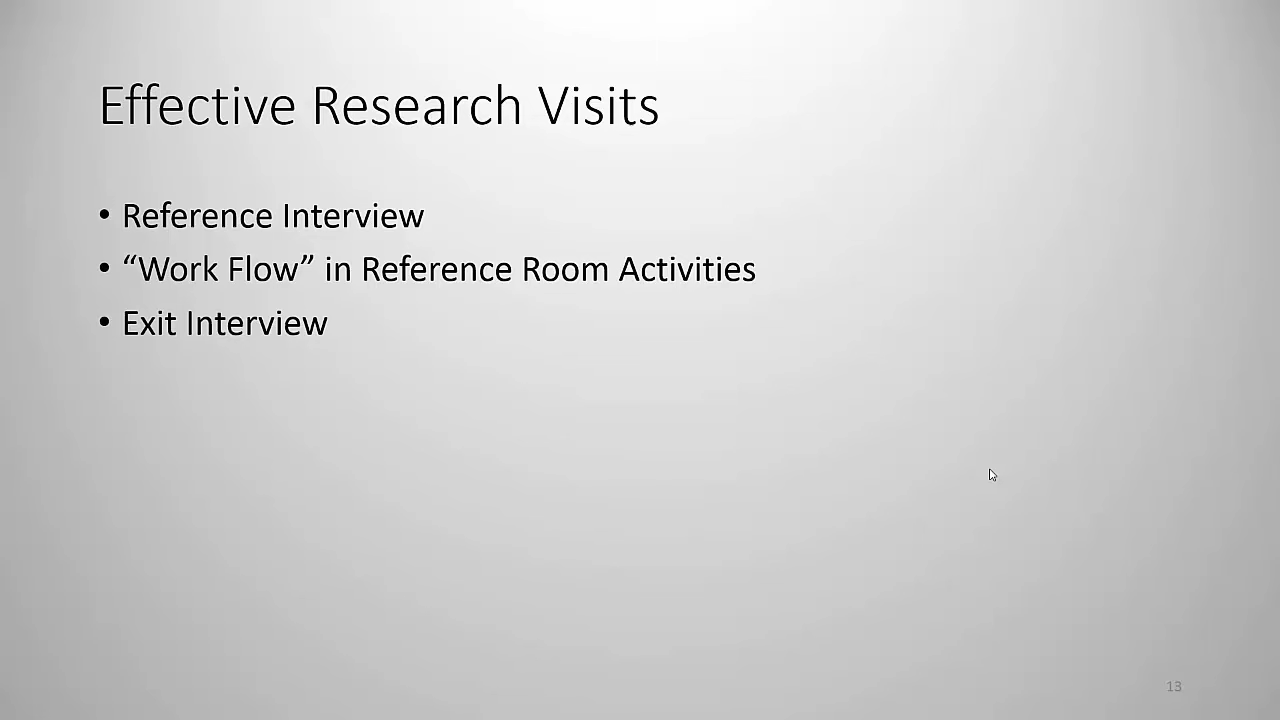 Effective Research Visits
• Reference Interview
• “Work Flow” in Reference Room Activities
• Exit Interview
13